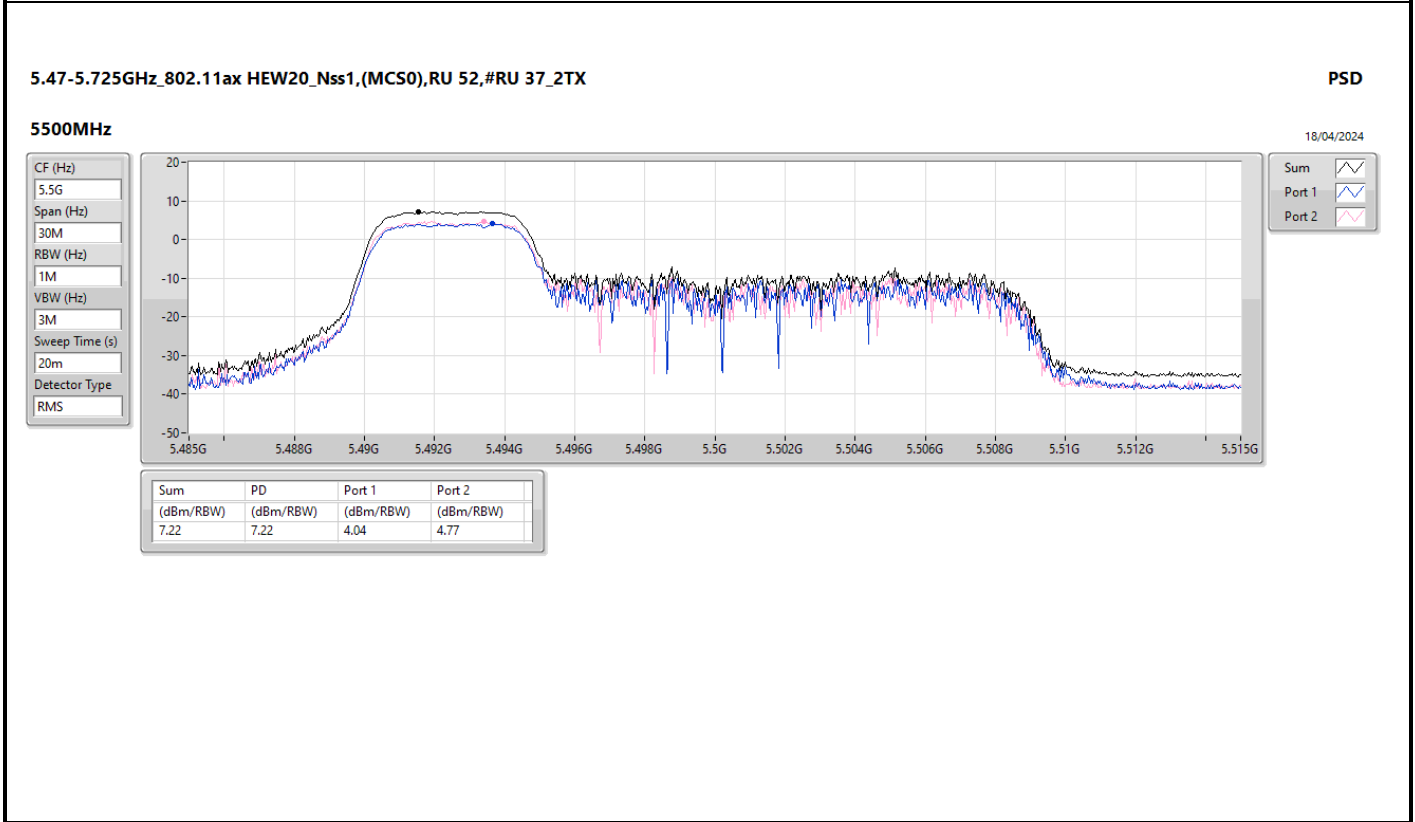 5.47-5.725GHz_802.11ax HEW20_Nss1,(MCS0),RU 52,#RU 37_2TX
PSD
5500MHz
18/04/2024
CF (Hz)
5.5G
Span (Hz)
30M
RBW (Hz)
1M
VBW (Hz)
3M
Sweep Time (s)
20m
Detector Type
RMS
20
10
0
-10
-20
-30
-40
-50
5.485G 5.488G 5.49G 5.492G 5.494G 5.496G 5.498G 5.5G 5.502G 5.504G 5.506G 5.508G 5.51G 5.512G 5.515G
Sum
Port 1
Port 2
Sum PD Port 1 Port 2
(dBm/RBW) (dBm/RBW) (dBm/RBW) (dBm/RBW)
7.22 7.22 4.04 4.77